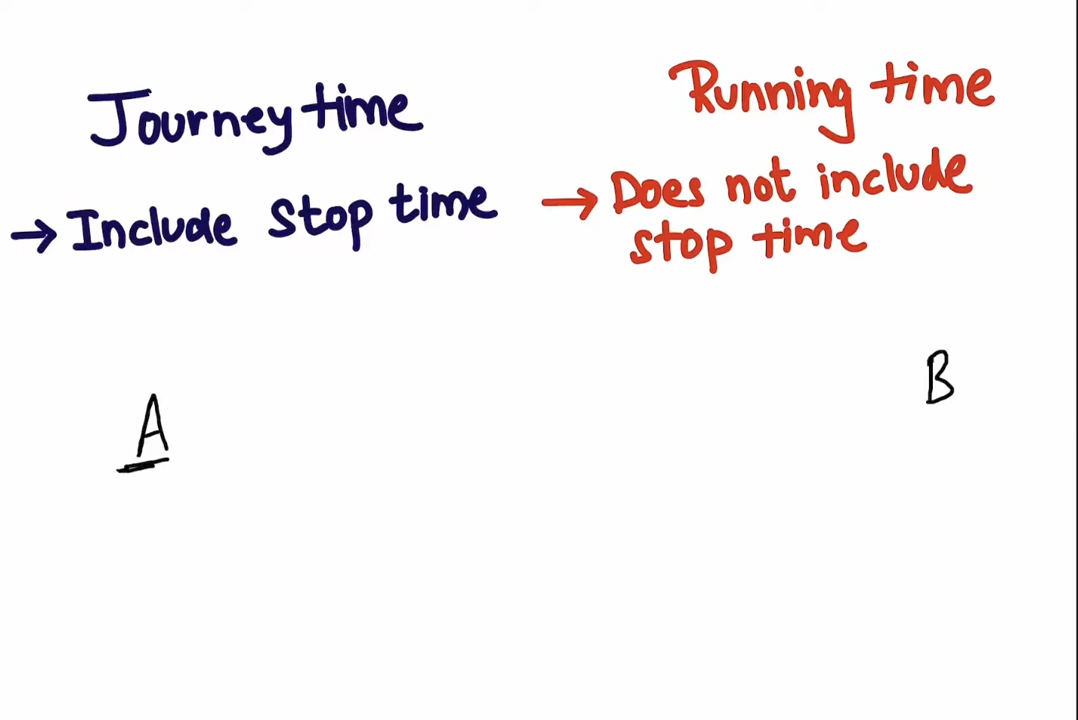 Journey time
→ Include Stop time
Running time
→ Does not include
stop time
A
B